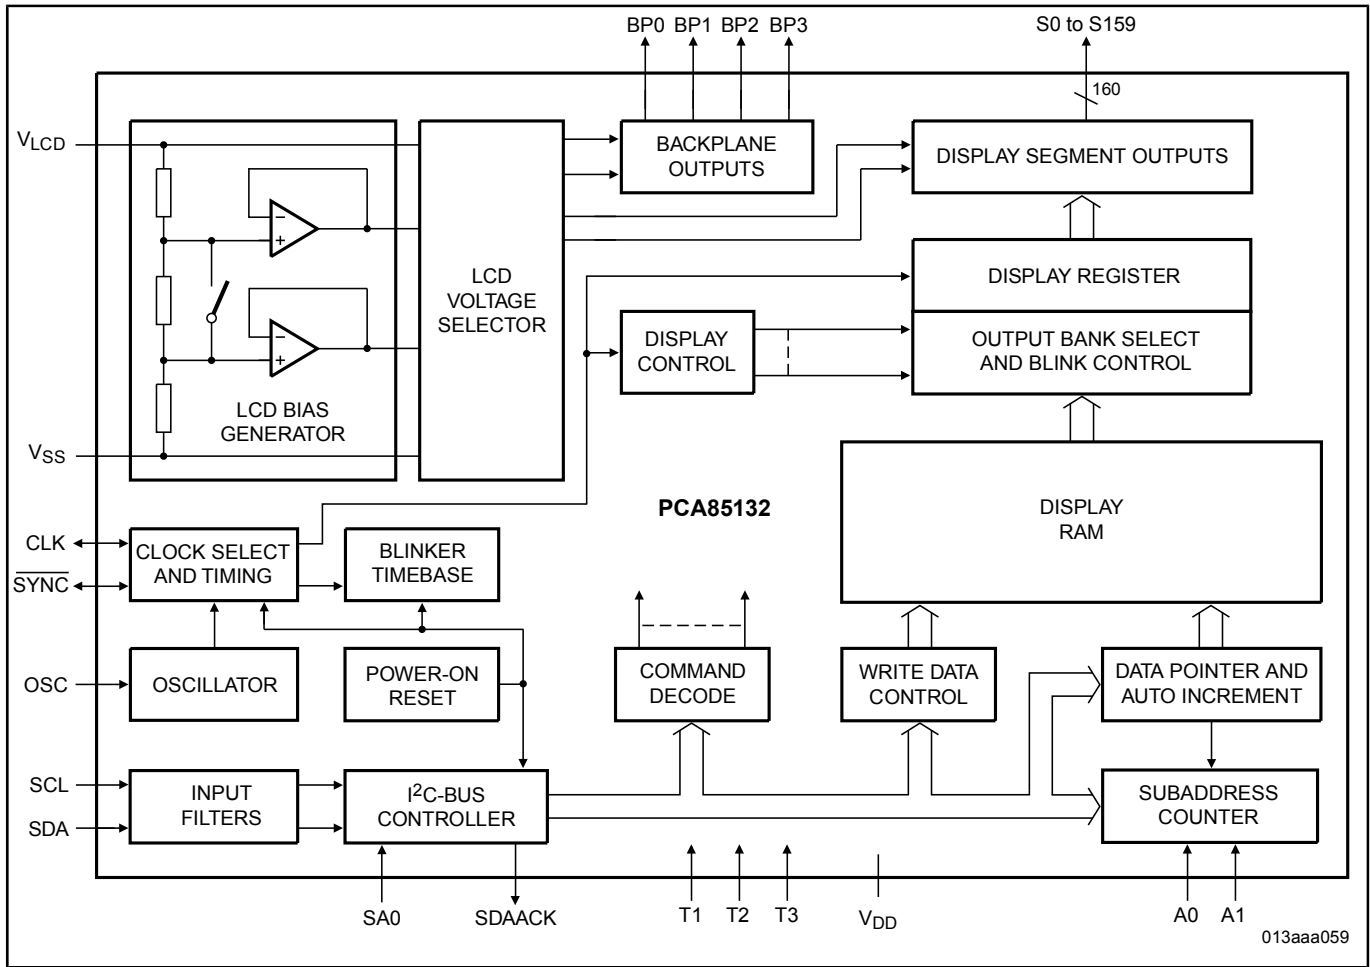 BP0 BP1 BP2 BP3
S0 to S159
160
VLCD
BACKPLANE
OUTPUTS
DISPLAY SEGMENT OUTPUTS
−
+
LCD
VOLTAGE
SELECTOR
DISPLAY REGISTER
−
+
DISPLAY
CONTROL
OUTPUT BANK SELECT
AND BLINK CONTROL
LCD BIAS
GENERATOR
VSS
PCA85132
DISPLAY
RAM
CLK
SYNC
CLOCK SELECT
AND TIMING
BLINKER
TIMEBASE
OSC
OSCILLATOR
POWER-ON
RESET
COMMAND
DECODE
WRITE DATA
CONTROL
DATA POINTER AND
AUTO INCREMENT
SCL
SDA
INPUT
FILTERS
I2C-BUS
CONTROLLER
SUBADDRESS
COUNTER
SA0
SDAACK
T1
T2
T3
VDD
A0
A1
013aaa059